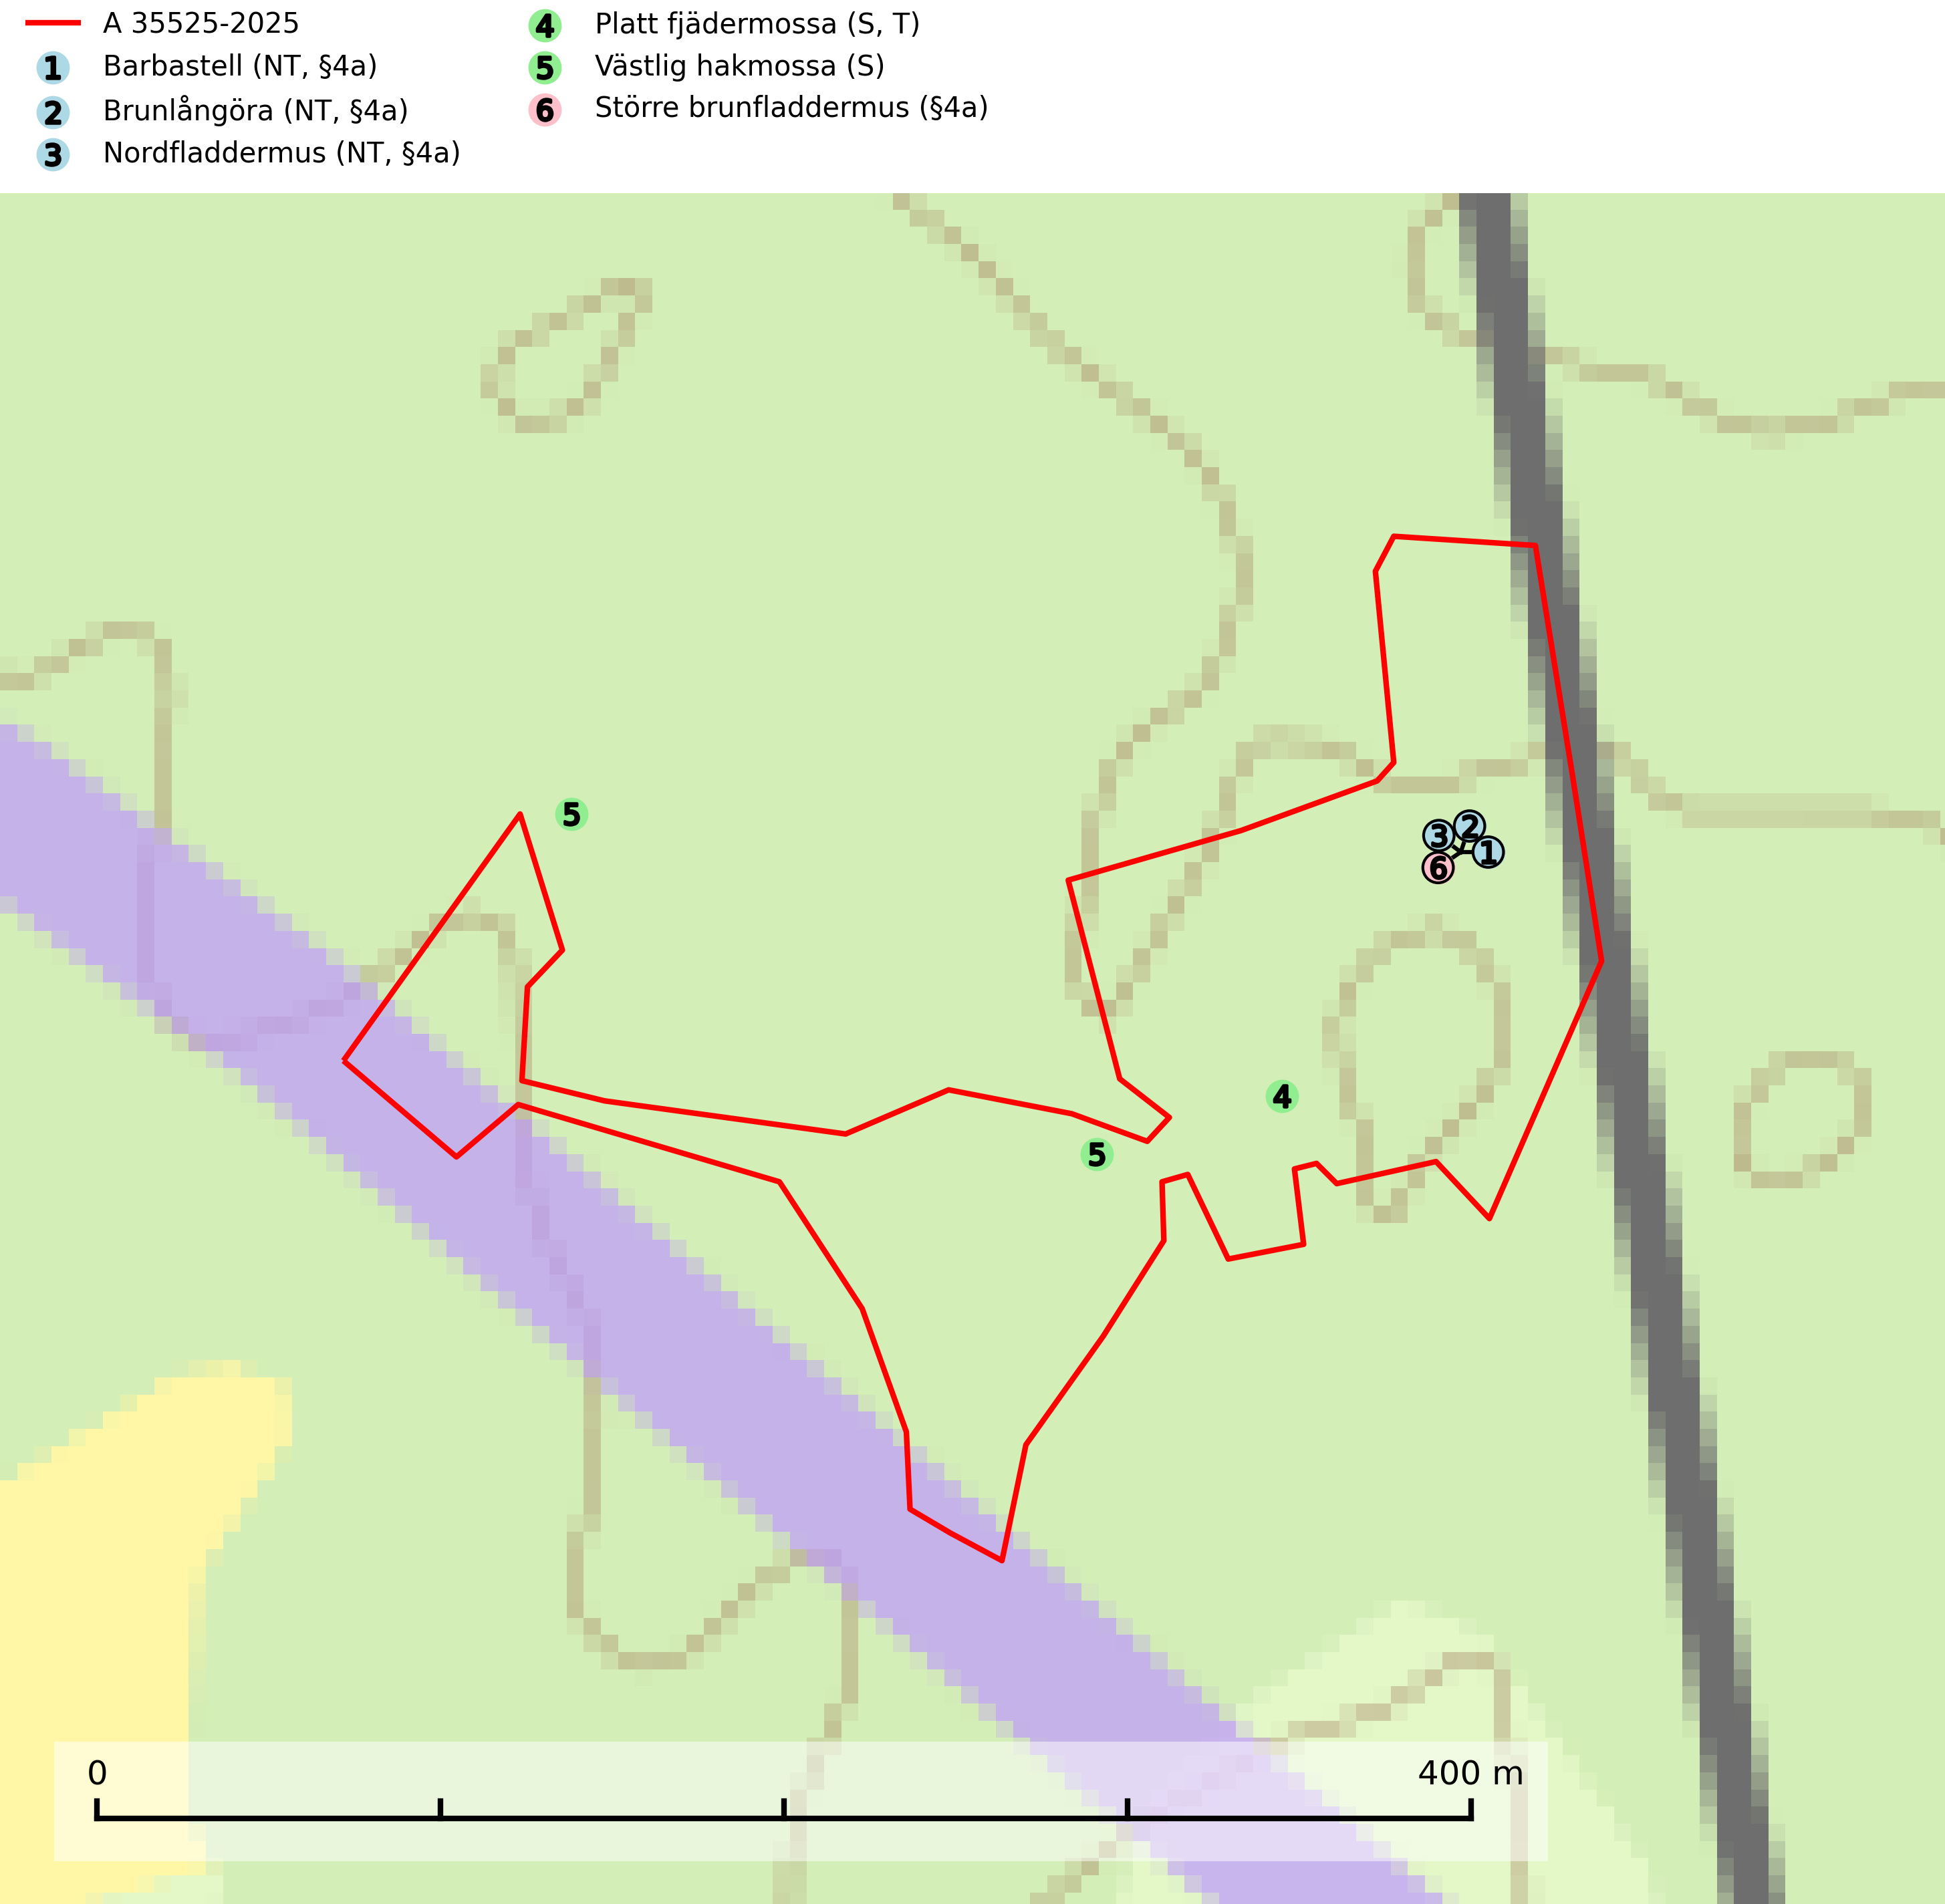 A 35525-2025
1 Barbastell (NT, §4a)
2 Brunlångöra (NT, §4a)
3 Nordfladdermus (NT, §4a)
4 Platt fjädermossa (S, T)
5 Västlig hakmossa (S)
6 Större brunfladdermus (§4a)
5
3
2
1
6
4
5
0
400 m